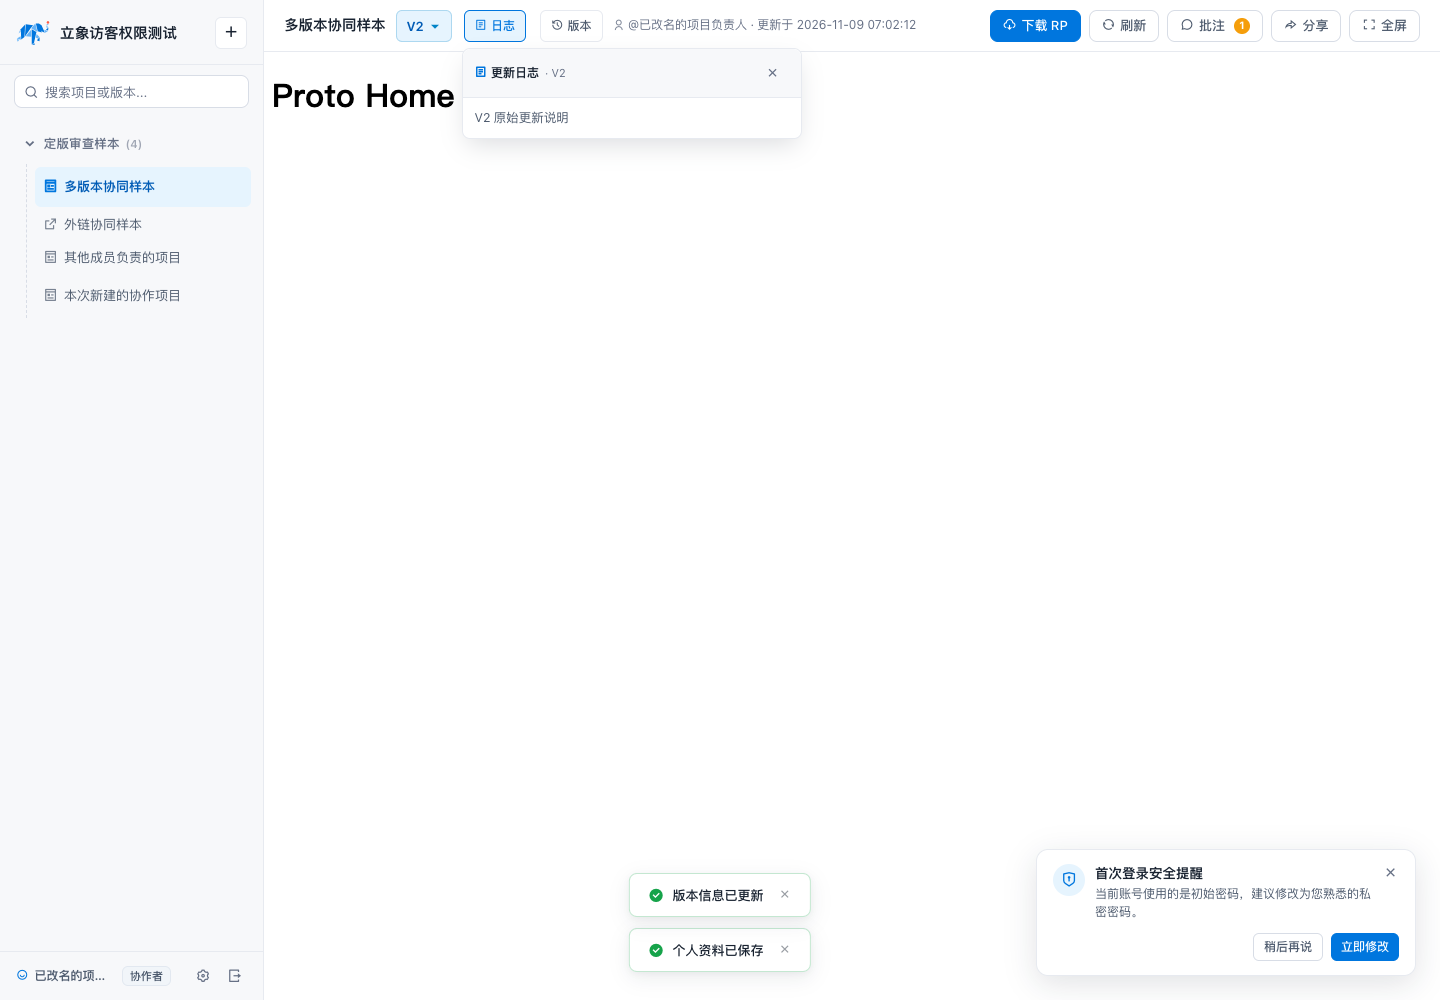 立象访客权限测试
搜索项目或版本...
定版审查样本 (4)
多版本协同样本
外链协同样本
其他成员负责的项目
本次新建的协作项目
已改名的项...
协作者
多版本协同样本
V2
日志
版本
@已改名的项目负责人 · 更新于 2026-11-09 07:02:12
下载 RP
刷新
批注 1
分享
全屏
更新日志 · V2
V2 原始更新说明
Proto Home
版本信息已更新
个人资料已保存
首次登录安全提醒
当前账号使用的是初始密码，建议修改为您熟悉的私
密密码。
稍后再说
立即修改